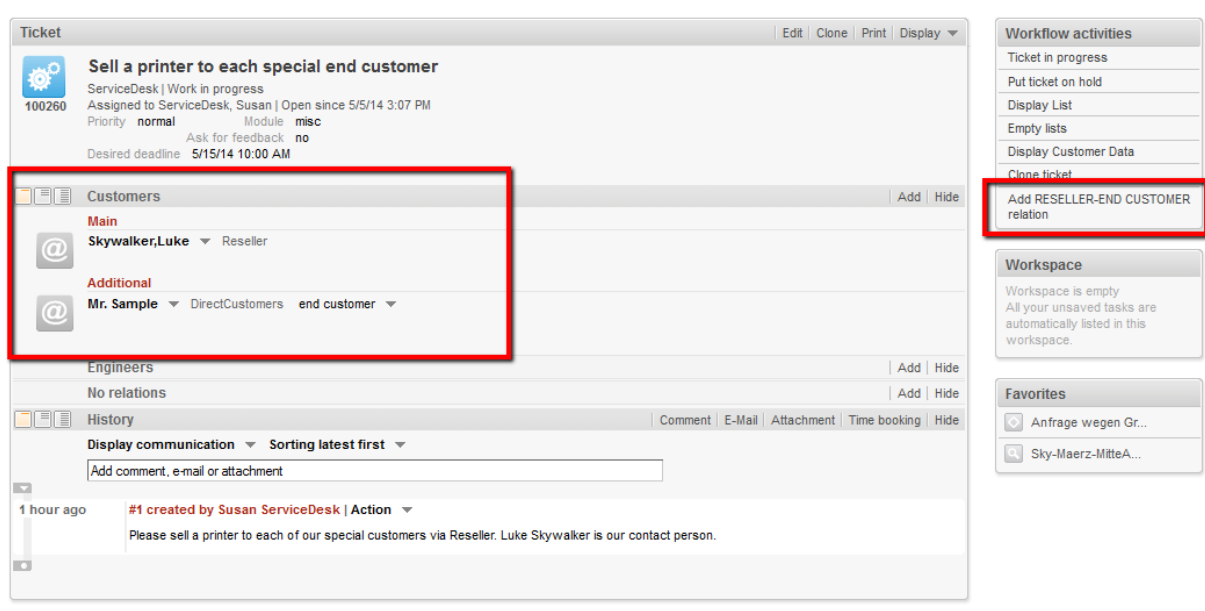 Ticket
Edit Clone Print Display
Sell a printer to each special end customer
ServiceDesk | Work in progress
100260
Assigned to ServiceDesk, Susan | Open since 5/5/14 3:07 PM
Priority normal Module misc
Ask for feedback no
Desired deadline 5/15/14 10:00 AM
Customers
Add Hide
Main
Skywalker,Luke Reseller
Additional
Mr. Sample DirectCustomers end customer
Engineers
Add Hide
No relations
Add Hide
History
Comment E-Mail Attachment Time booking Hide
Display communication Sorting latest first
Add comment, e-mail or attachment
1 hour ago
#1 created by Susan ServiceDesk | Action
Please sell a printer to each of our special customers via Reseller. Luke Skywalker is our contact person.
Workflow activities
Ticket in progress
Put ticket on hold
Display List
Empty lists
Display Customer Data
Clone ticket
Add RESELLER-END CUSTOMER
relation
Workspace
Workspace is empty
All your unsaved tasks are
automatically listed in this
workspace.
Favorites
Anfrage wegen Gr...
Sky-Maerz-MitteA...